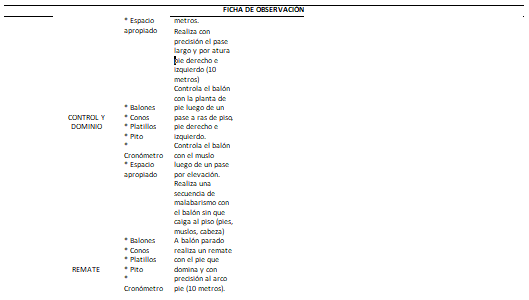 FICHA DE OBSERVACIÓN
* Espacio
apropiado
metros.
Realiza con
precisión el pase
largo y por atura
pie derecho e
izquierdo (10
metros)
CONTROL Y
DOMINIO
* Balones
* Conos
* Platillos
* Pito
*
Cronómetro
* Espacio
apropiado
Controla el balón
con la planta de
pie luego de un
pase a ras de piso,
pie derecho e
izquierdo.
Controla el balón
con el muslo
luego de un pase
por elevación.
Realiza una
secuencia de
malabarismo con
el balón sin que
caiga al piso (pies,
muslos, cabeza)
REMATE
* Balones
* Conos
* Platillos
* Pito
*
Cronómetro
A balón parado
realiza un remate
con el pie que
domina y con
precisión al arco
pie (10 metros).